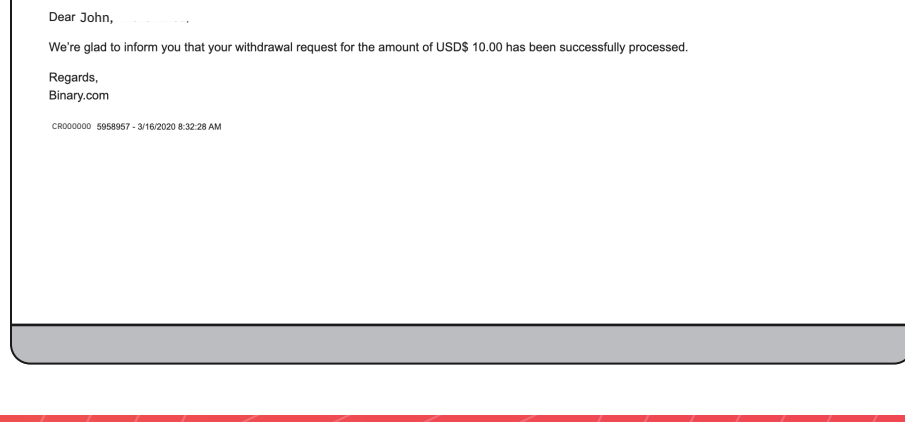 Dear John,
We're glad to inform you that your withdrawal request for the amount of USD$ 10.00 has been successfully processed.
Regards,
Binary.com
CR000000 5958957 - 3/16/2020 8:32:28 AM